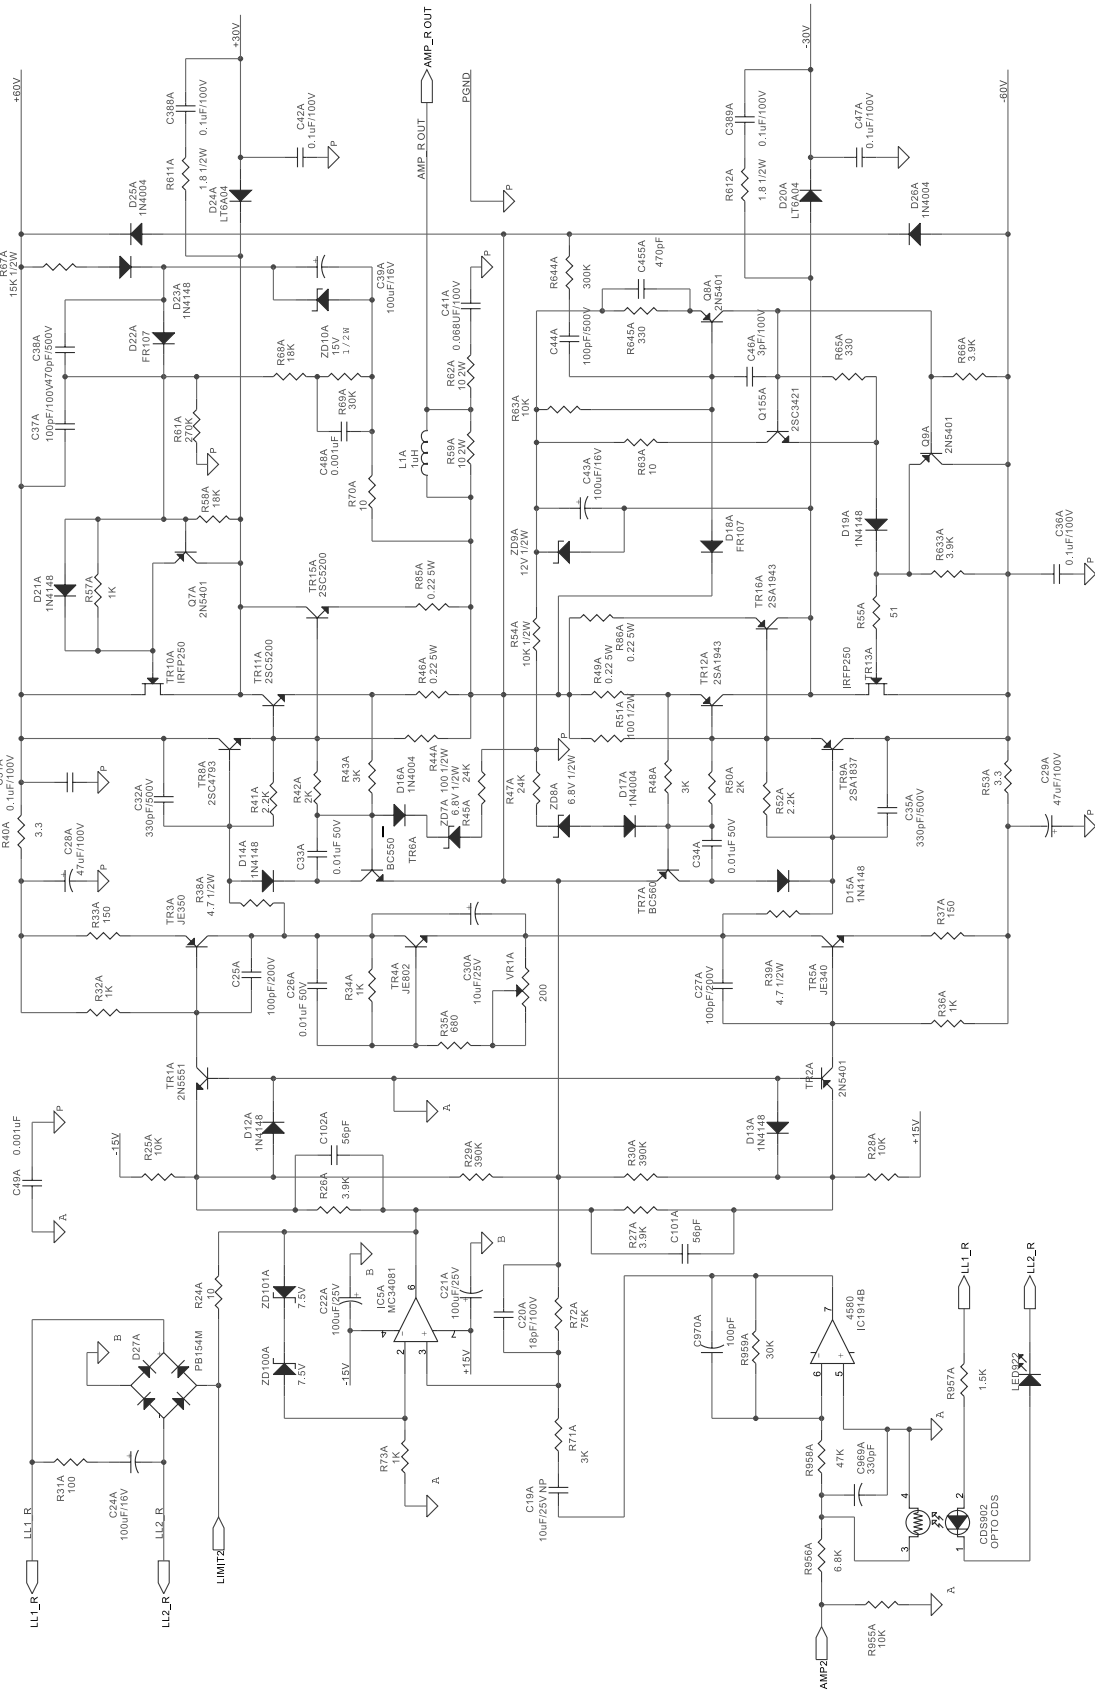 +60V
+30V
AMP_R OUT
PGND
-30V
-60V
R67A
15K 1/2W
D25A
1N4004
C388A
0.1uF/100V
R611A
1.8 1/2W
C42A
0.1uF/100V
P
D24A
LT6A04
AMP_R OUT
P
C389A
0.1uF/100V
R612A
1.8 1/2W
C47A
0.1uF/100V
D20A
LT6A04
D26A
1N4004
D23A
1N4148
C38A
470pF/500V
D22A
FR107
C37A
100pF/100V
C39A
100uF/16V
ZD10A
15V
1/2W
R68A
18K
R69A
30K
C48A
0.001uF
R61A
270K
P
R70A
10
C41A
0.068UF/100V
P
R62A
10 2W
L1A
1uH
R59A
10 2W
R644A
300K
C44A
100pF/500V
C455A
470pF
R645A
330
Q8A
2N5401
C46A
3pF/100V
R63A
10K
Q155A
2SC3421
R65A
330
R66A
3.9K
R63A
10
Q9A
2N5401
C43A
100uF/16V
ZD9A
12V 1/2W
D18A
FR107
D19A
1N4148
R633A
3.9K
C36A
0.1uF/100V
P
D21A
1N4148
R57A
1K
R58A
18K
Q7A
2N5401
TR10A
IRFP250
TR11A
2SC5200
TR15A
2SC5200
R85A
0.22 5W
R46A
0.22 5W
R54A
10K 1/2W
R86A
0.22 5W
R49A
0.22 5W
TR16A
2SA1943
TR12A
2SA1943
R55A
51
IRFP250
TR13A
R40A
3.3
0.1uF/100V
P
C28A
47uF/100V
P
TR8A
2SC4793
C32A
330pF/500V
R41A
2.2K
R42A
2K
R43A
3K
D16A
1N4004
R44A
100 1/2W
ZD7A
6.8V 1/2W
R45A
24K
P
R51A
100 1/2W
R47A
24K
ZD8A
6.8V 1/2W
D17A
1N4004
R48A
3K
R50A
2K
R52A
2.2K
TR9A
2SA1837
C35A
330pF/500V
R53A
3.3
C29A
47uF/100V
P
D14A
1N4148
C33A
0.01uF 50V
BC550
TR6A
TR7A
BC560
C34A
0.01uF 50V
D15A
1N4148
R33A
150
R32A
1K
TR3A
JE350
R38A
4.7 1/2W
C25A
100pF/200V
C26A
0.01uF 50V
R34A
1K
TR4A
JE802
C30A
10uF/25V
R35A
680
VR1A
200
C27A
100pF/200V
R39A
4.7 1/2W
TR5A
JE340
R37A
150
R36A
1K
TR1A
2N5551
TR2A
2N5401
A
C49A
0.001uF
P
A
-15V
R25A
10K
D12A
1N4148
C102A
56pF
R26A
3.9K
R29A
390K
R30A
390K
D13A
1N4148
R28A
10K
+15V
R27A
3.9K
C101A
56pF
R24A
10
ZD101A
7.5V
ZD100A
7.5V
C22A
100uF/25V
B
-15V
IC5A
MC34081
2
3
4
6
7
C21A
100uF/25V
B
+15V
C20A
18pF/100V
R72A
75K
R71A
3K
C19A
10uF/25V NP
R73A
1K
A
B
D27A
PB154M
R31A
100
C24A
100uF/16V
LL1_R
LL2_R
LL1_R
LL2_R
LIMIT2
C970A
100pF
R959A
30K
4580
IC1914B
6
5
7
R958A
47K
C969A
330pF
A
R956A
6.8K
R955A
10K
A
AMP2
4
3
2
1
CDS902
OPTO CDS
R957A
1.5K
LED922
LL1_R
LL2_R